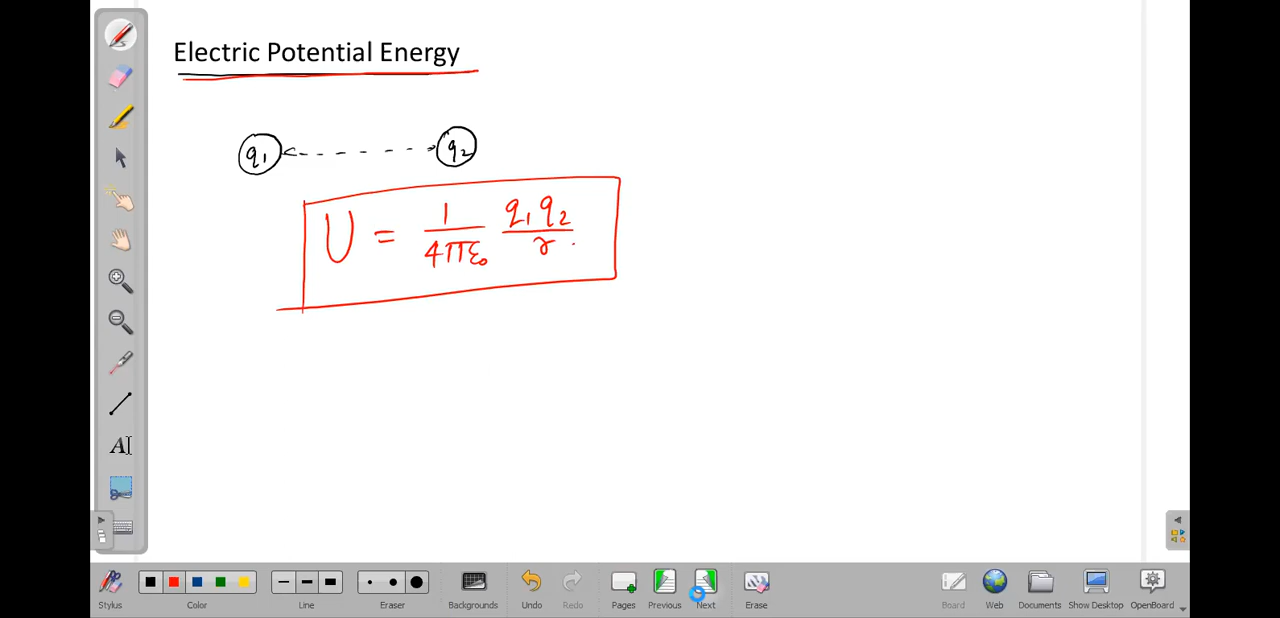 Electric Potential Energy
q₁ q₂
U = 1/4πε₀ q₁q₂/r
A
Stylus Color Line Eraser Backgrounds Undo Redo Pages Previous Next Erase Board Web Documents Show Desktop OpenBoard